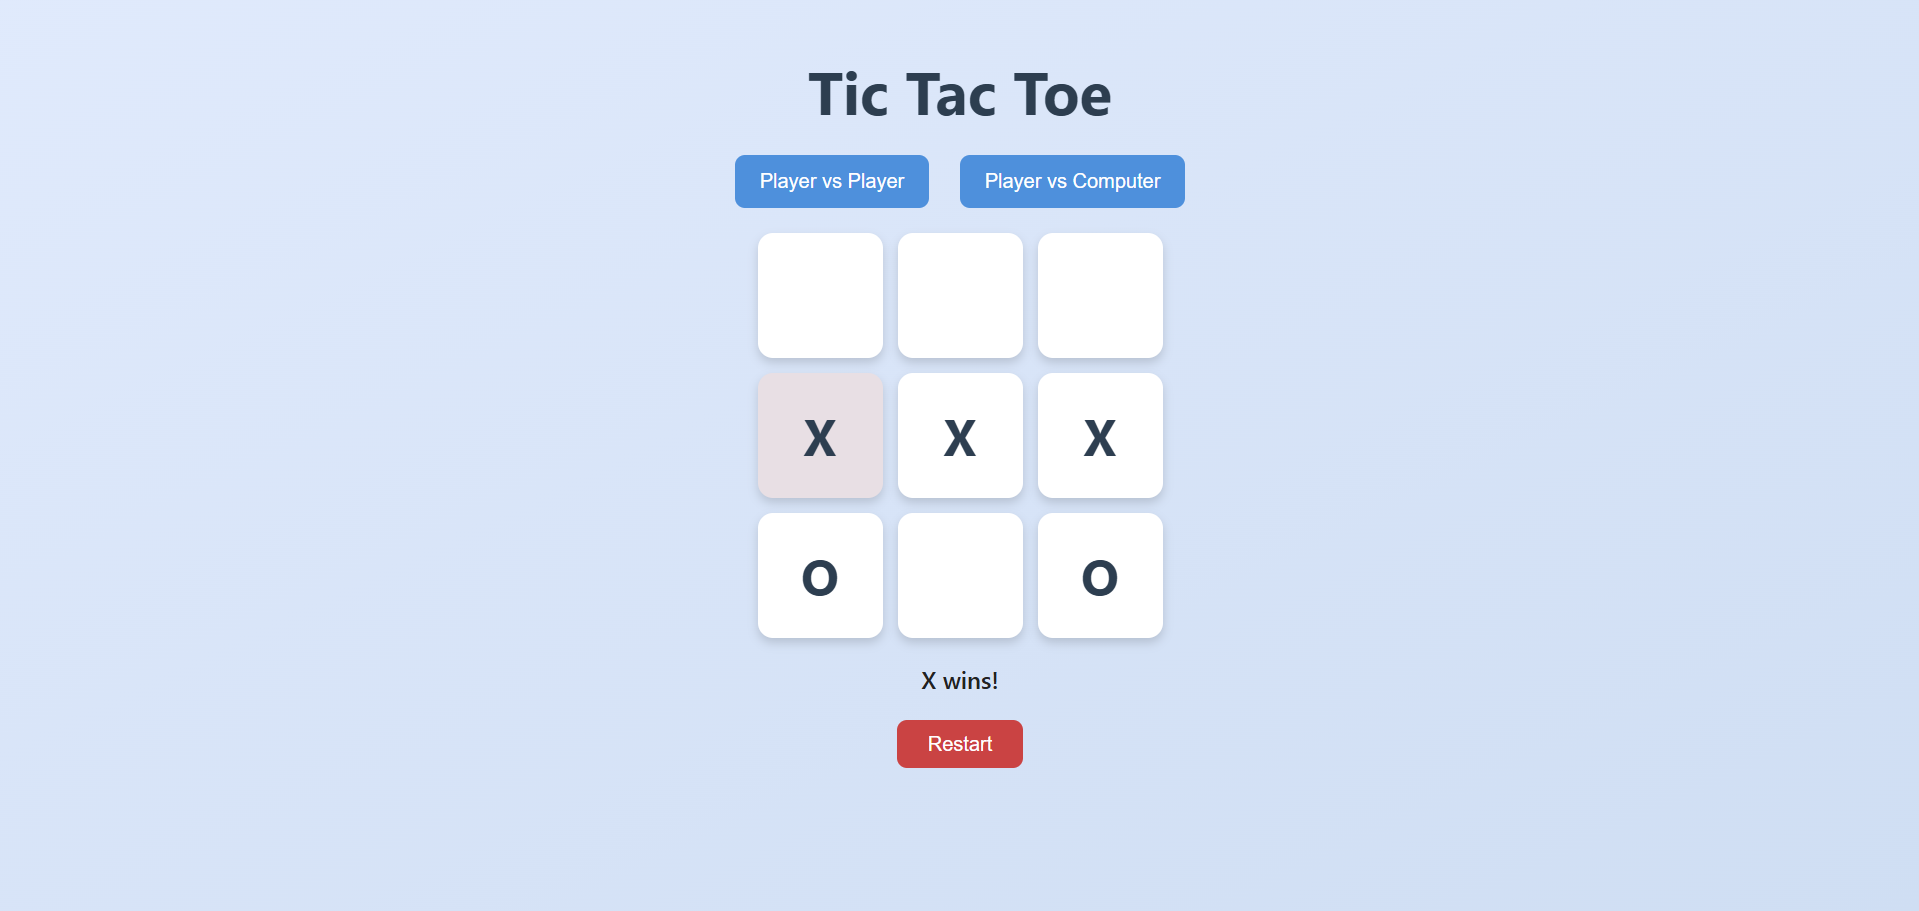 Tic Tac Toe
Player vs Player Player vs Computer
X X X
O O
X wins!
Restart